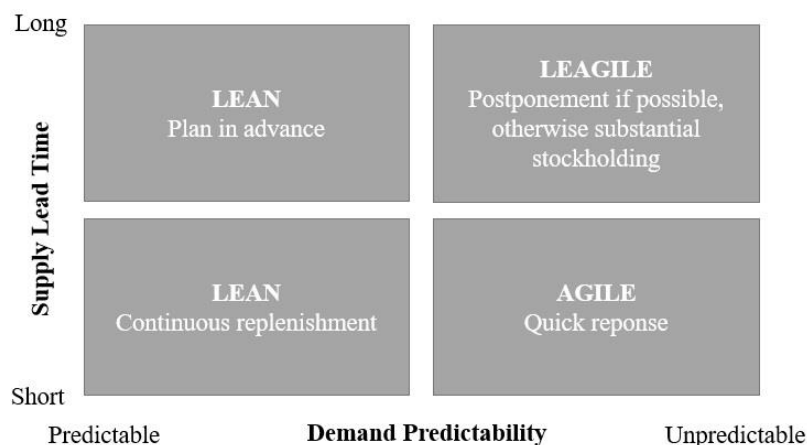 Long
LEAN
Plan in advance
LEAGILE
Postponement if possible,
otherwise substantial
stockholding
Supply Lead Time
LEAN
Continuous replenishment
AGILE
Quick reponse
Short
Predictable
Demand Predictability
Unpredictable